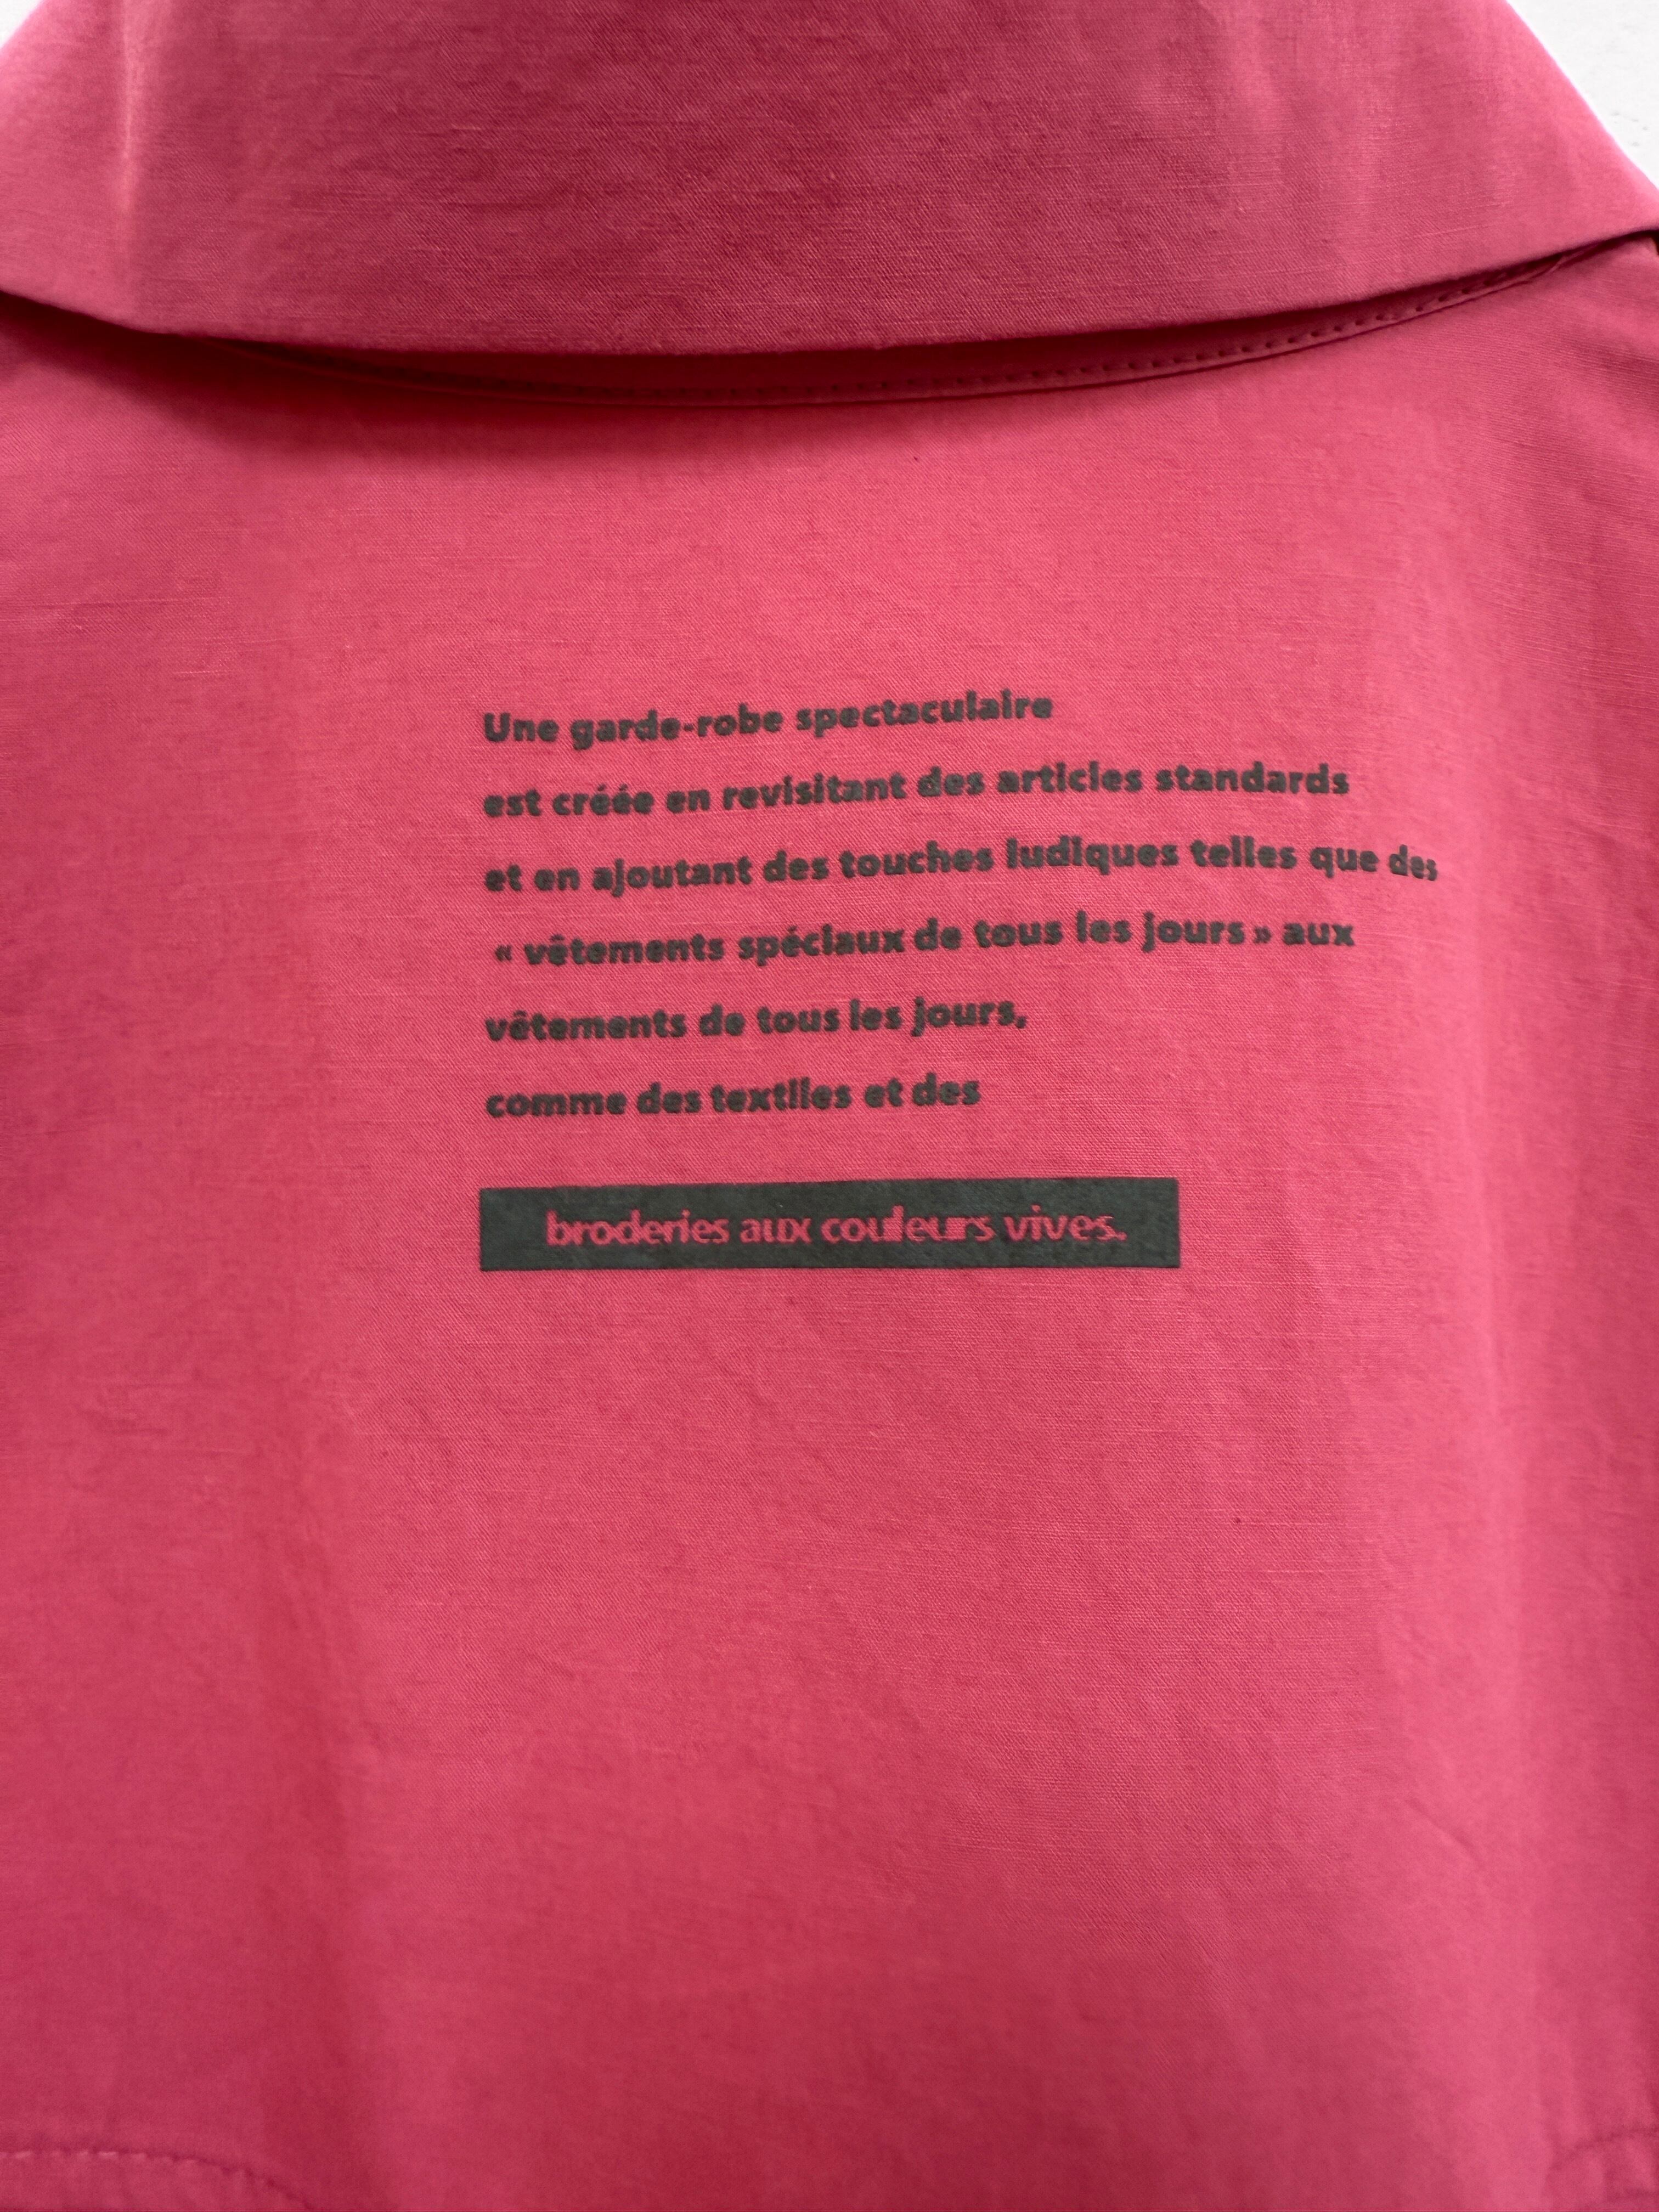 Une garde-robe spectaculaire
est créée en revisitant des articles standards
et en ajoutant des touches ludiques telles que des
« vêtements spéciaux de tous les jours » aux
vêtements de tous les jours,
comme des textiles et des
broderies aux couleurs vives.